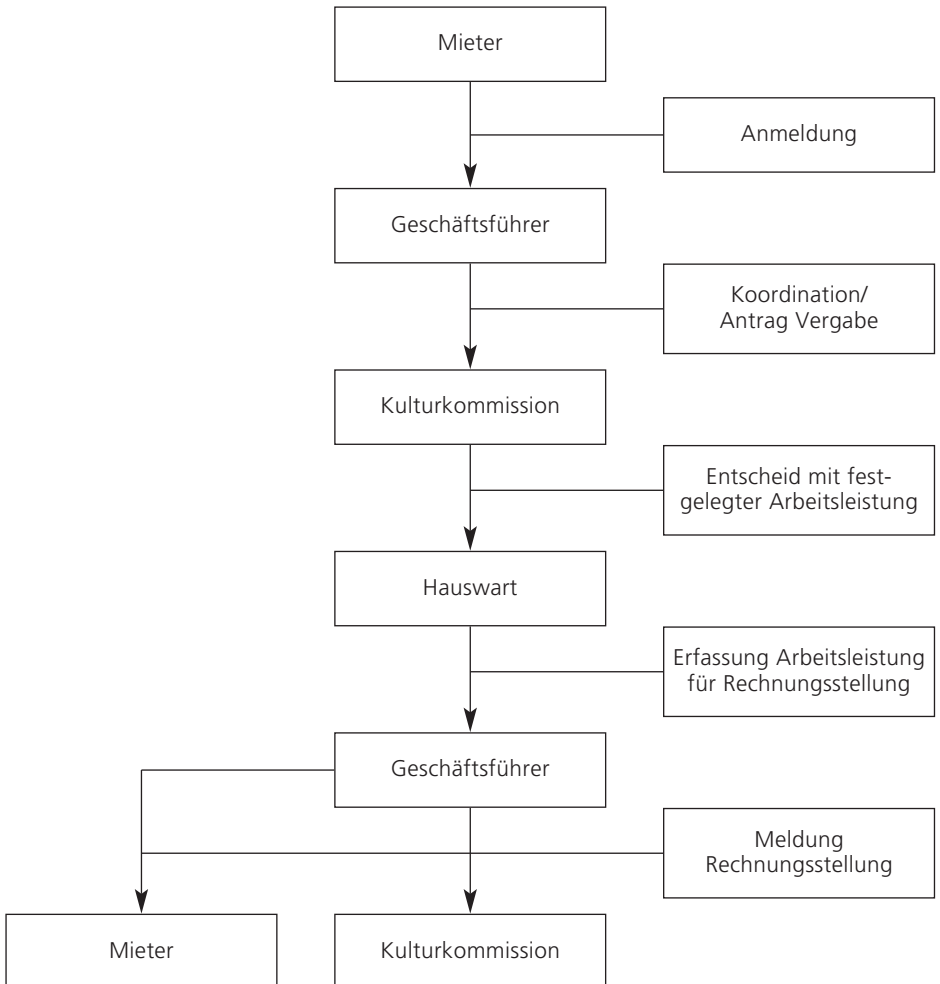 Mieter
Anmeldung
Geschäftsführer
Koordination/
Antrag Vergabe
Kulturkommission
Entscheid mit fest-
gelegter Arbeitsleistung
Hauswart
Erfassung Arbeitsleistung
für Rechnungsstellung
Geschäftsführer
Meldung
Rechnungsstellung
Mieter
Kulturkommission